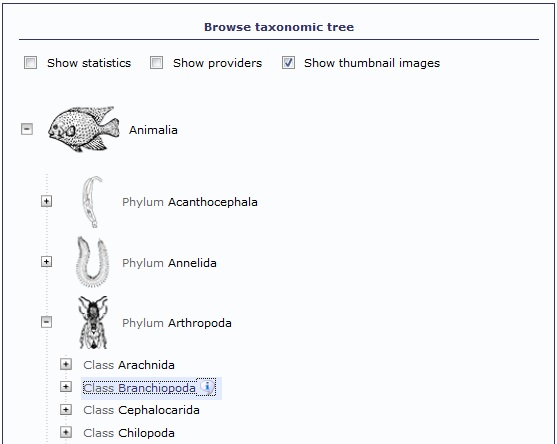 Browse taxonomic tree
Show statistics Show providers Show thumbnail images
Animalia
Phylum Acanthocephala
Phylum Annelida
Phylum Arthropoda
Class Arachnida
Class Branchiopoda
Class Cephalocarida
Class Chilopoda